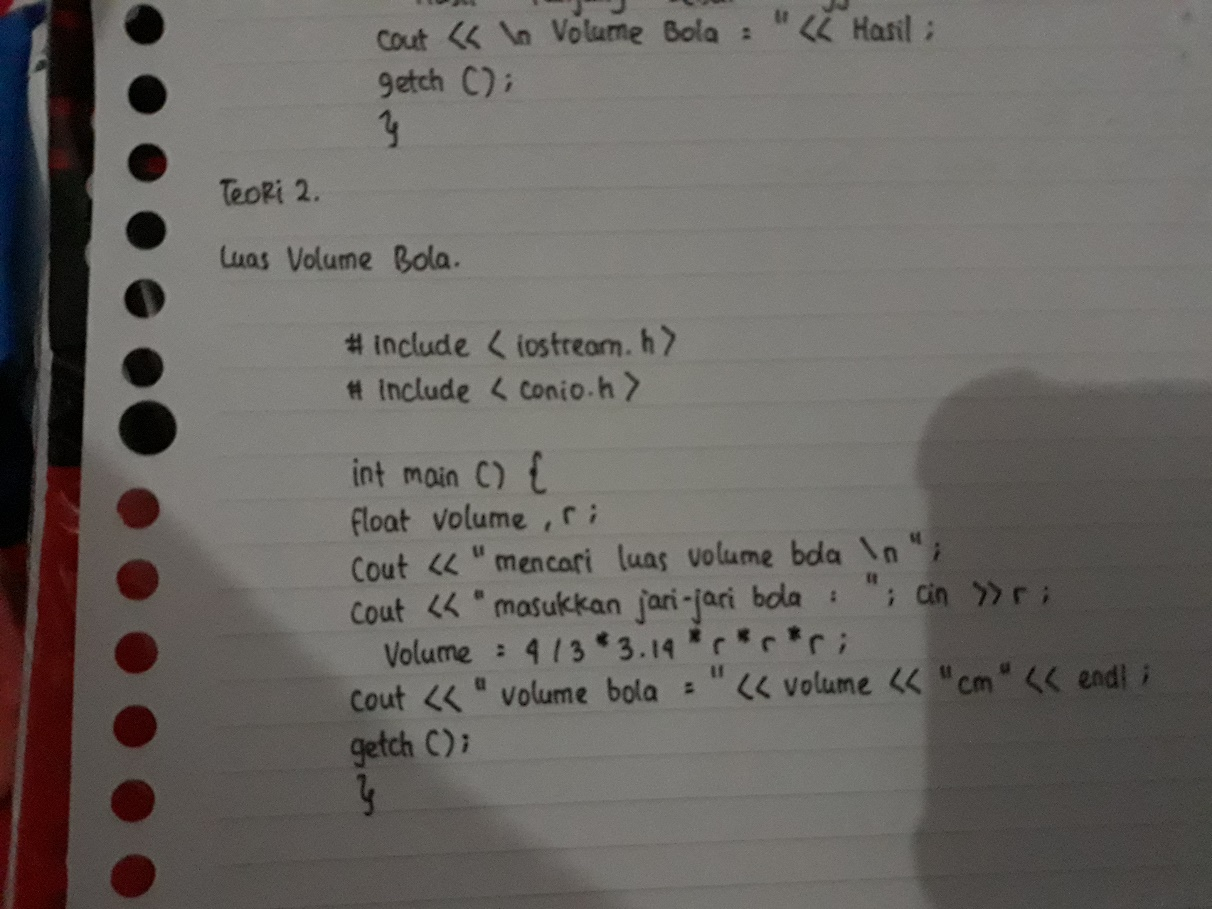 cout << \n Volume Bola = " << Hasil ;
getch ();
}
Teori 2.
Luas Volume Bola.
# include < iostream.h >
# include < conio.h >
int main () {
float volume , r ;
Cout << " mencari luas volume bola \n " ;
Cout << " masukkan jari-jari bola : " ; cin >> r ;
Volume = 4 / 3 * 3.14 * r * r * r ;
cout << " volume bola = " << volume << "cm" << endl ;
getch ();
}